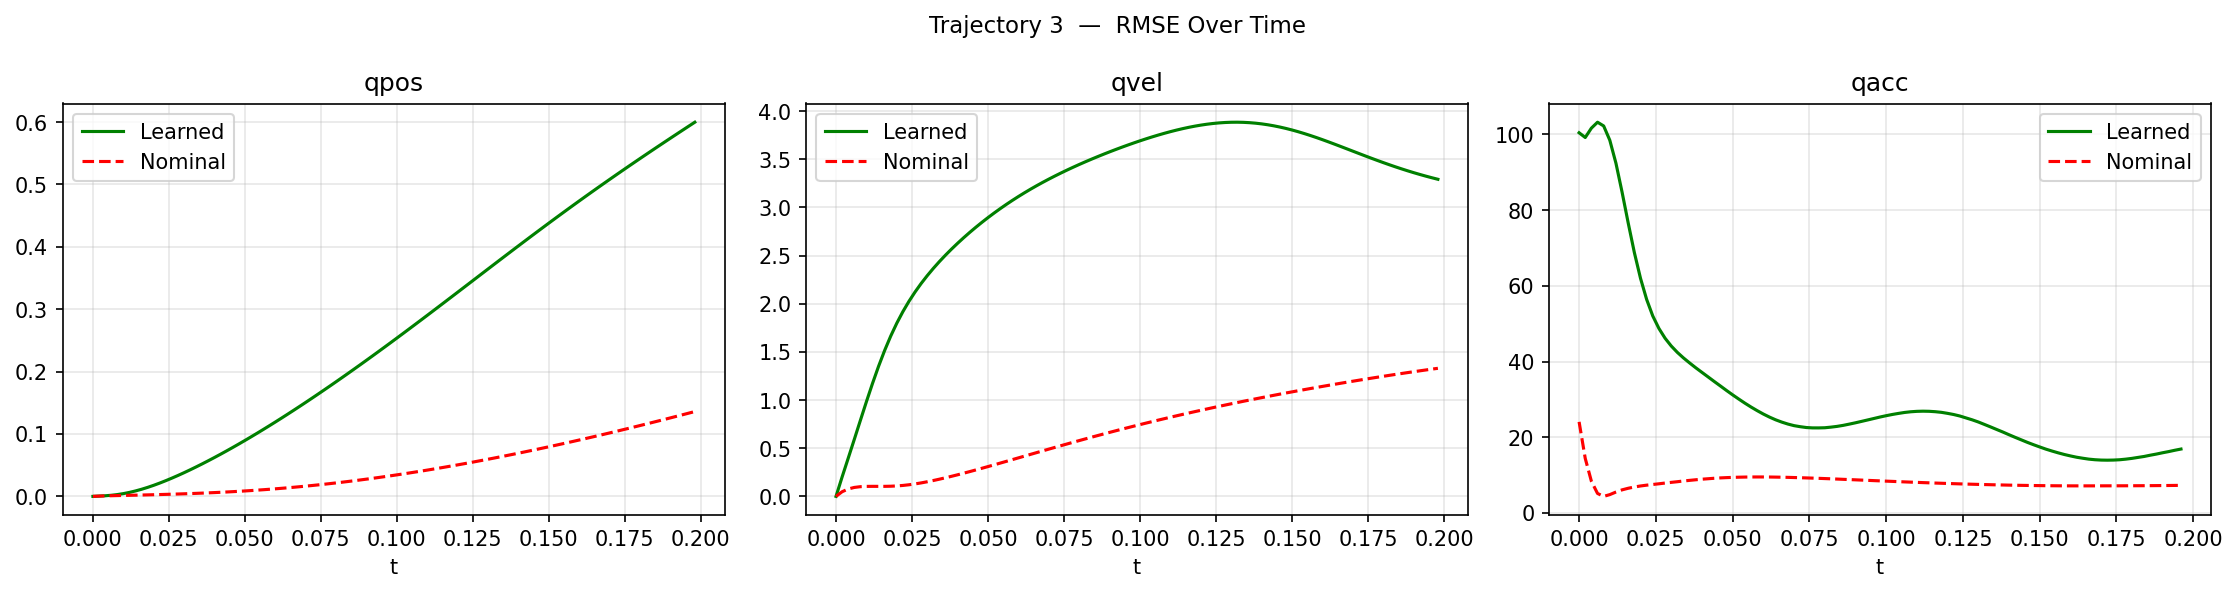 Trajectory 3 — RMSE Over Time
qpos
0.6
0.5
0.4
0.3
0.2
0.1
0.0
Learned
Nominal
0.000 0.025 0.050 0.075 0.100 0.125 0.150 0.175 0.200
t
qvel
4.0
3.5
3.0
2.5
2.0
1.5
1.0
0.5
0.0
Learned
Nominal
0.000 0.025 0.050 0.075 0.100 0.125 0.150 0.175 0.200
t
qacc
100
80
60
40
20
0
Learned
Nominal
0.000 0.025 0.050 0.075 0.100 0.125 0.150 0.175 0.200
t